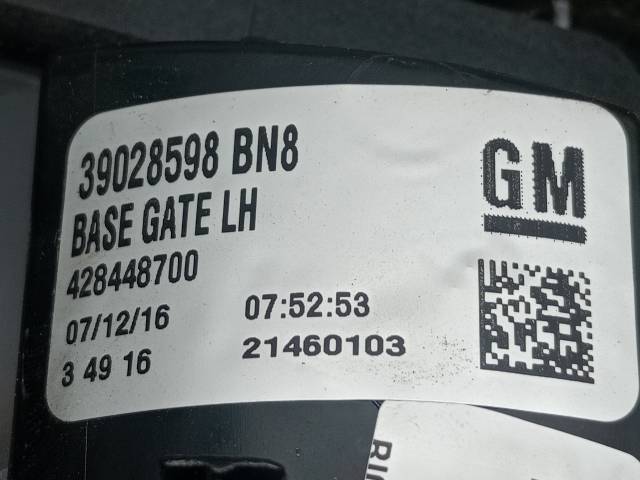 39028598 BN8
BASE GATE LH
GM
428448700
07/12/16 07:52:53
3 49 16 21460103